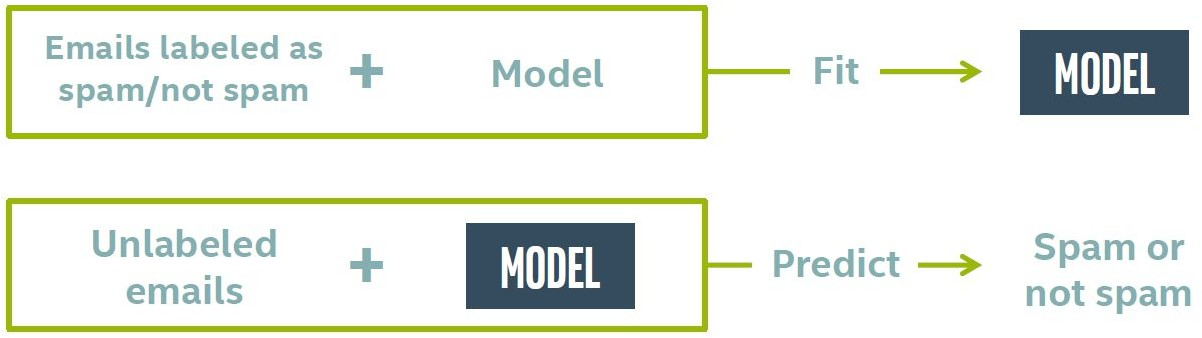 Emails labeled as
spam/not spam
+
Model
Fit
MODEL
Unlabeled
emails
+
MODEL
Predict
Spam or
not spam